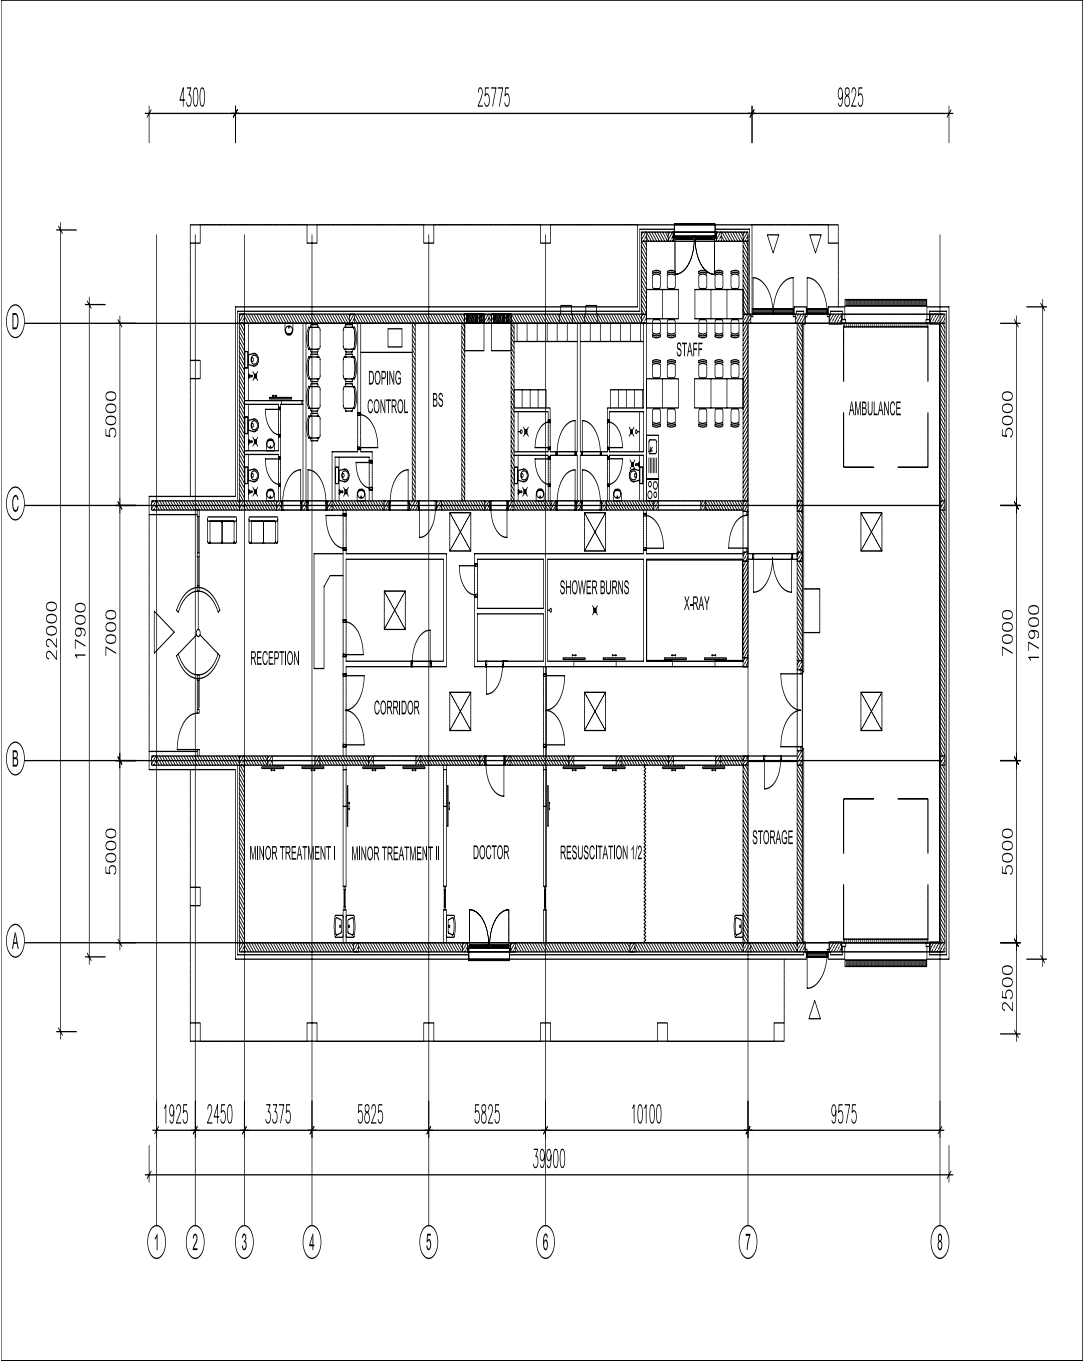 4300 25775 9825
D
STAFF
DOPING
CONTROL
BS
AMBULANCE
5000 5000
C
SHOWER BURNS
X-RAY
22000 17900 7000 7000 17900
RECEPTION
CORRIDOR
B
5000 5000
STORAGE
MINOR TREATMENT I MINOR TREATMENT II DOCTOR RESUSCITATION 1/2
A
2500
1925 2450 3375 5825 5825 10100 9575
39900
1 2 3 4 5 6 7 8